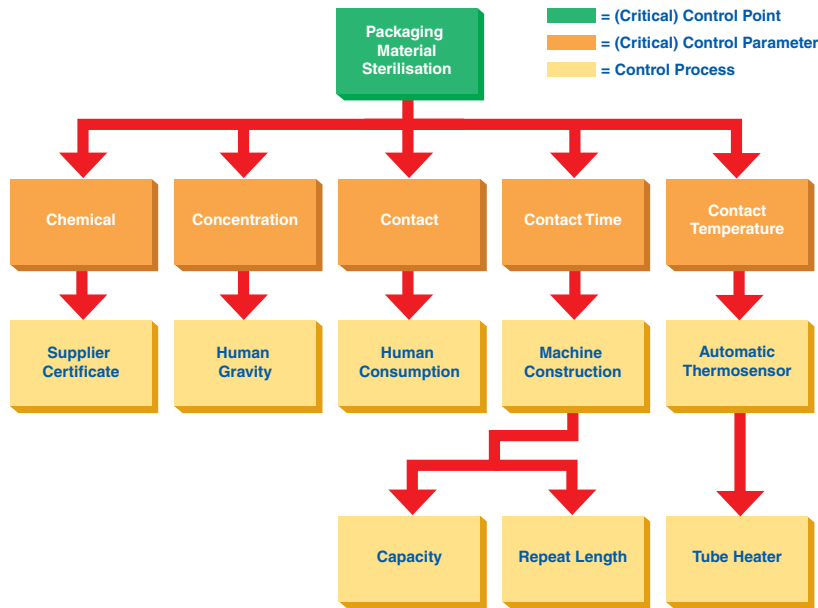 Packaging
Material
Sterilisation
= (Critical) Control Point
= (Critical) Control Parameter
= Control Process
Chemical
Concentration
Contact
Contact Time
Contact
Temperature
Supplier
Certificate
Human
Gravity
Human
Consumption
Machine
Construction
Automatic
Thermosensor
Capacity
Repeat Length
Tube Heater